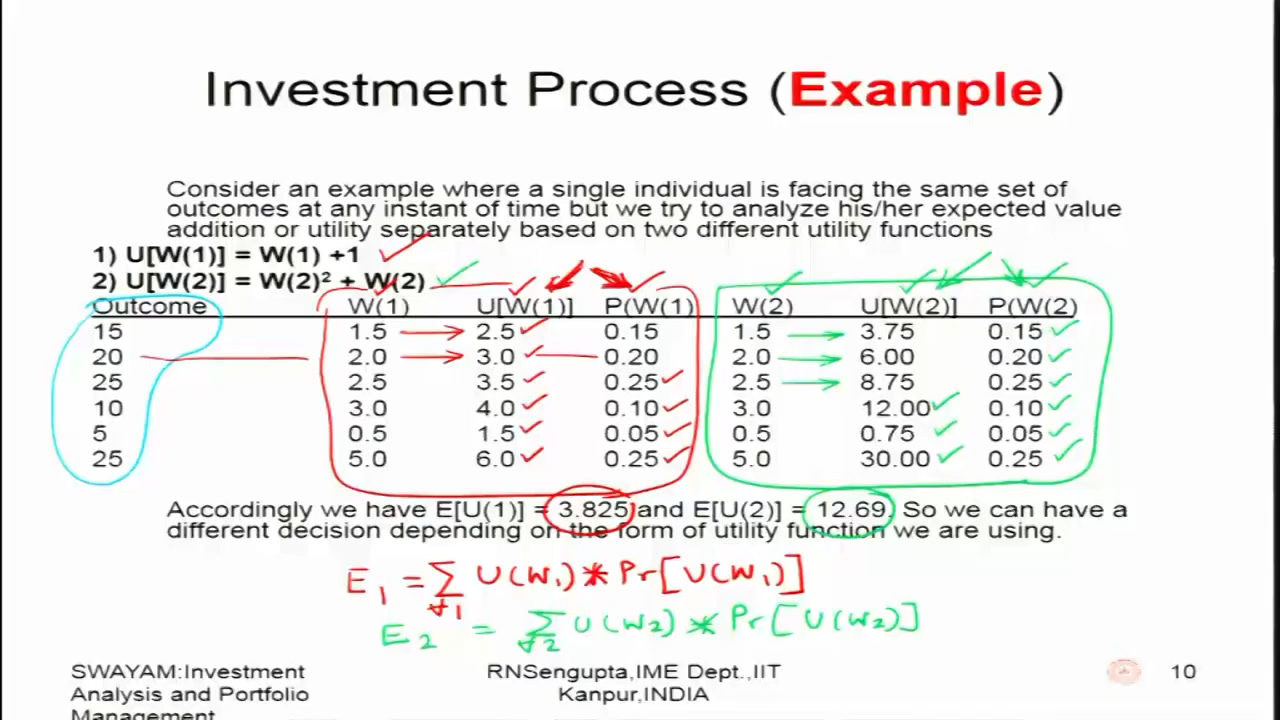 Investment Process (Example)
Consider an example where a single individual is facing the same set of
outcomes at any instant of time but we try to analyze his/her expected value
addition or utility separately based on two different utility functions
1) U[W(1)] = W(1) +1
2) U[W(2)] = W(2)² + W(2)
Outcome W(1) U[W(1)] P(W(1) W(2) U[W(2)] P(W(2)
15 1.5 2.5 0.15 1.5 3.75 0.15
20 2.0 3.0 0.20 2.0 6.00 0.20
25 2.5 3.5 0.25 2.5 8.75 0.25
10 3.0 4.0 0.10 3.0 12.00 0.10
5 0.5 1.5 0.05 0.5 0.75 0.05
25 5.0 6.0 0.25 5.0 30.00 0.25
Accordingly we have E[U(1)] = 3.825 and E[U(2)] = 12.69. So we can have a
different decision depending on the form of utility function we are using.
E₁ = ∑ U(W₁) * Pr[U(W₁)]
E₂ = ∑ U(W₂) * Pr[U(W₂)]
SWAYAM:Investment
Analysis and Portfolio
Management
RNSengupta,IME Dept.,IIT
Kanpur,INDIA
10